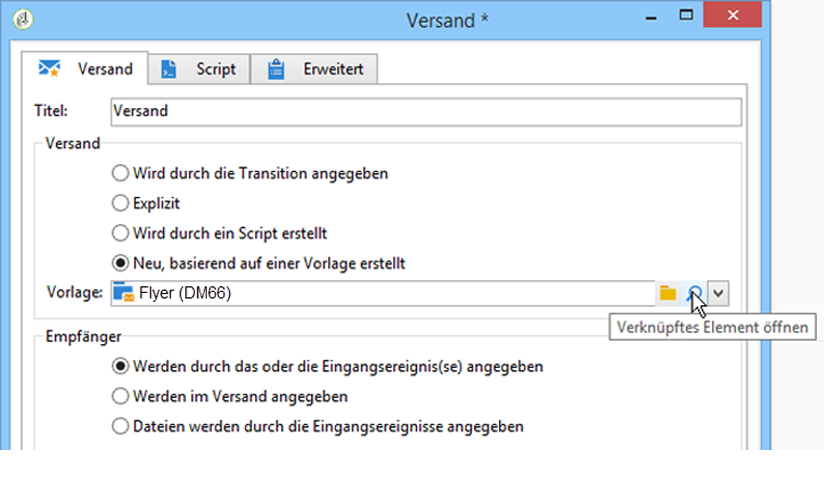 Versand *
Versand Script Erweitert
Titel: Versand
Versand
Wird durch die Transition angegeben
Explizit
Wird durch ein Script erstellt
Neu, basierend auf einer Vorlage erstellt
Vorlage: Flyer (DM66)
Verknüpftes Element öffnen
Empfänger
Werden durch das oder die Eingangsereignis(se) angegeben
Werden im Versand angegeben
Dateien werden durch die Eingangsereignisse angegeben